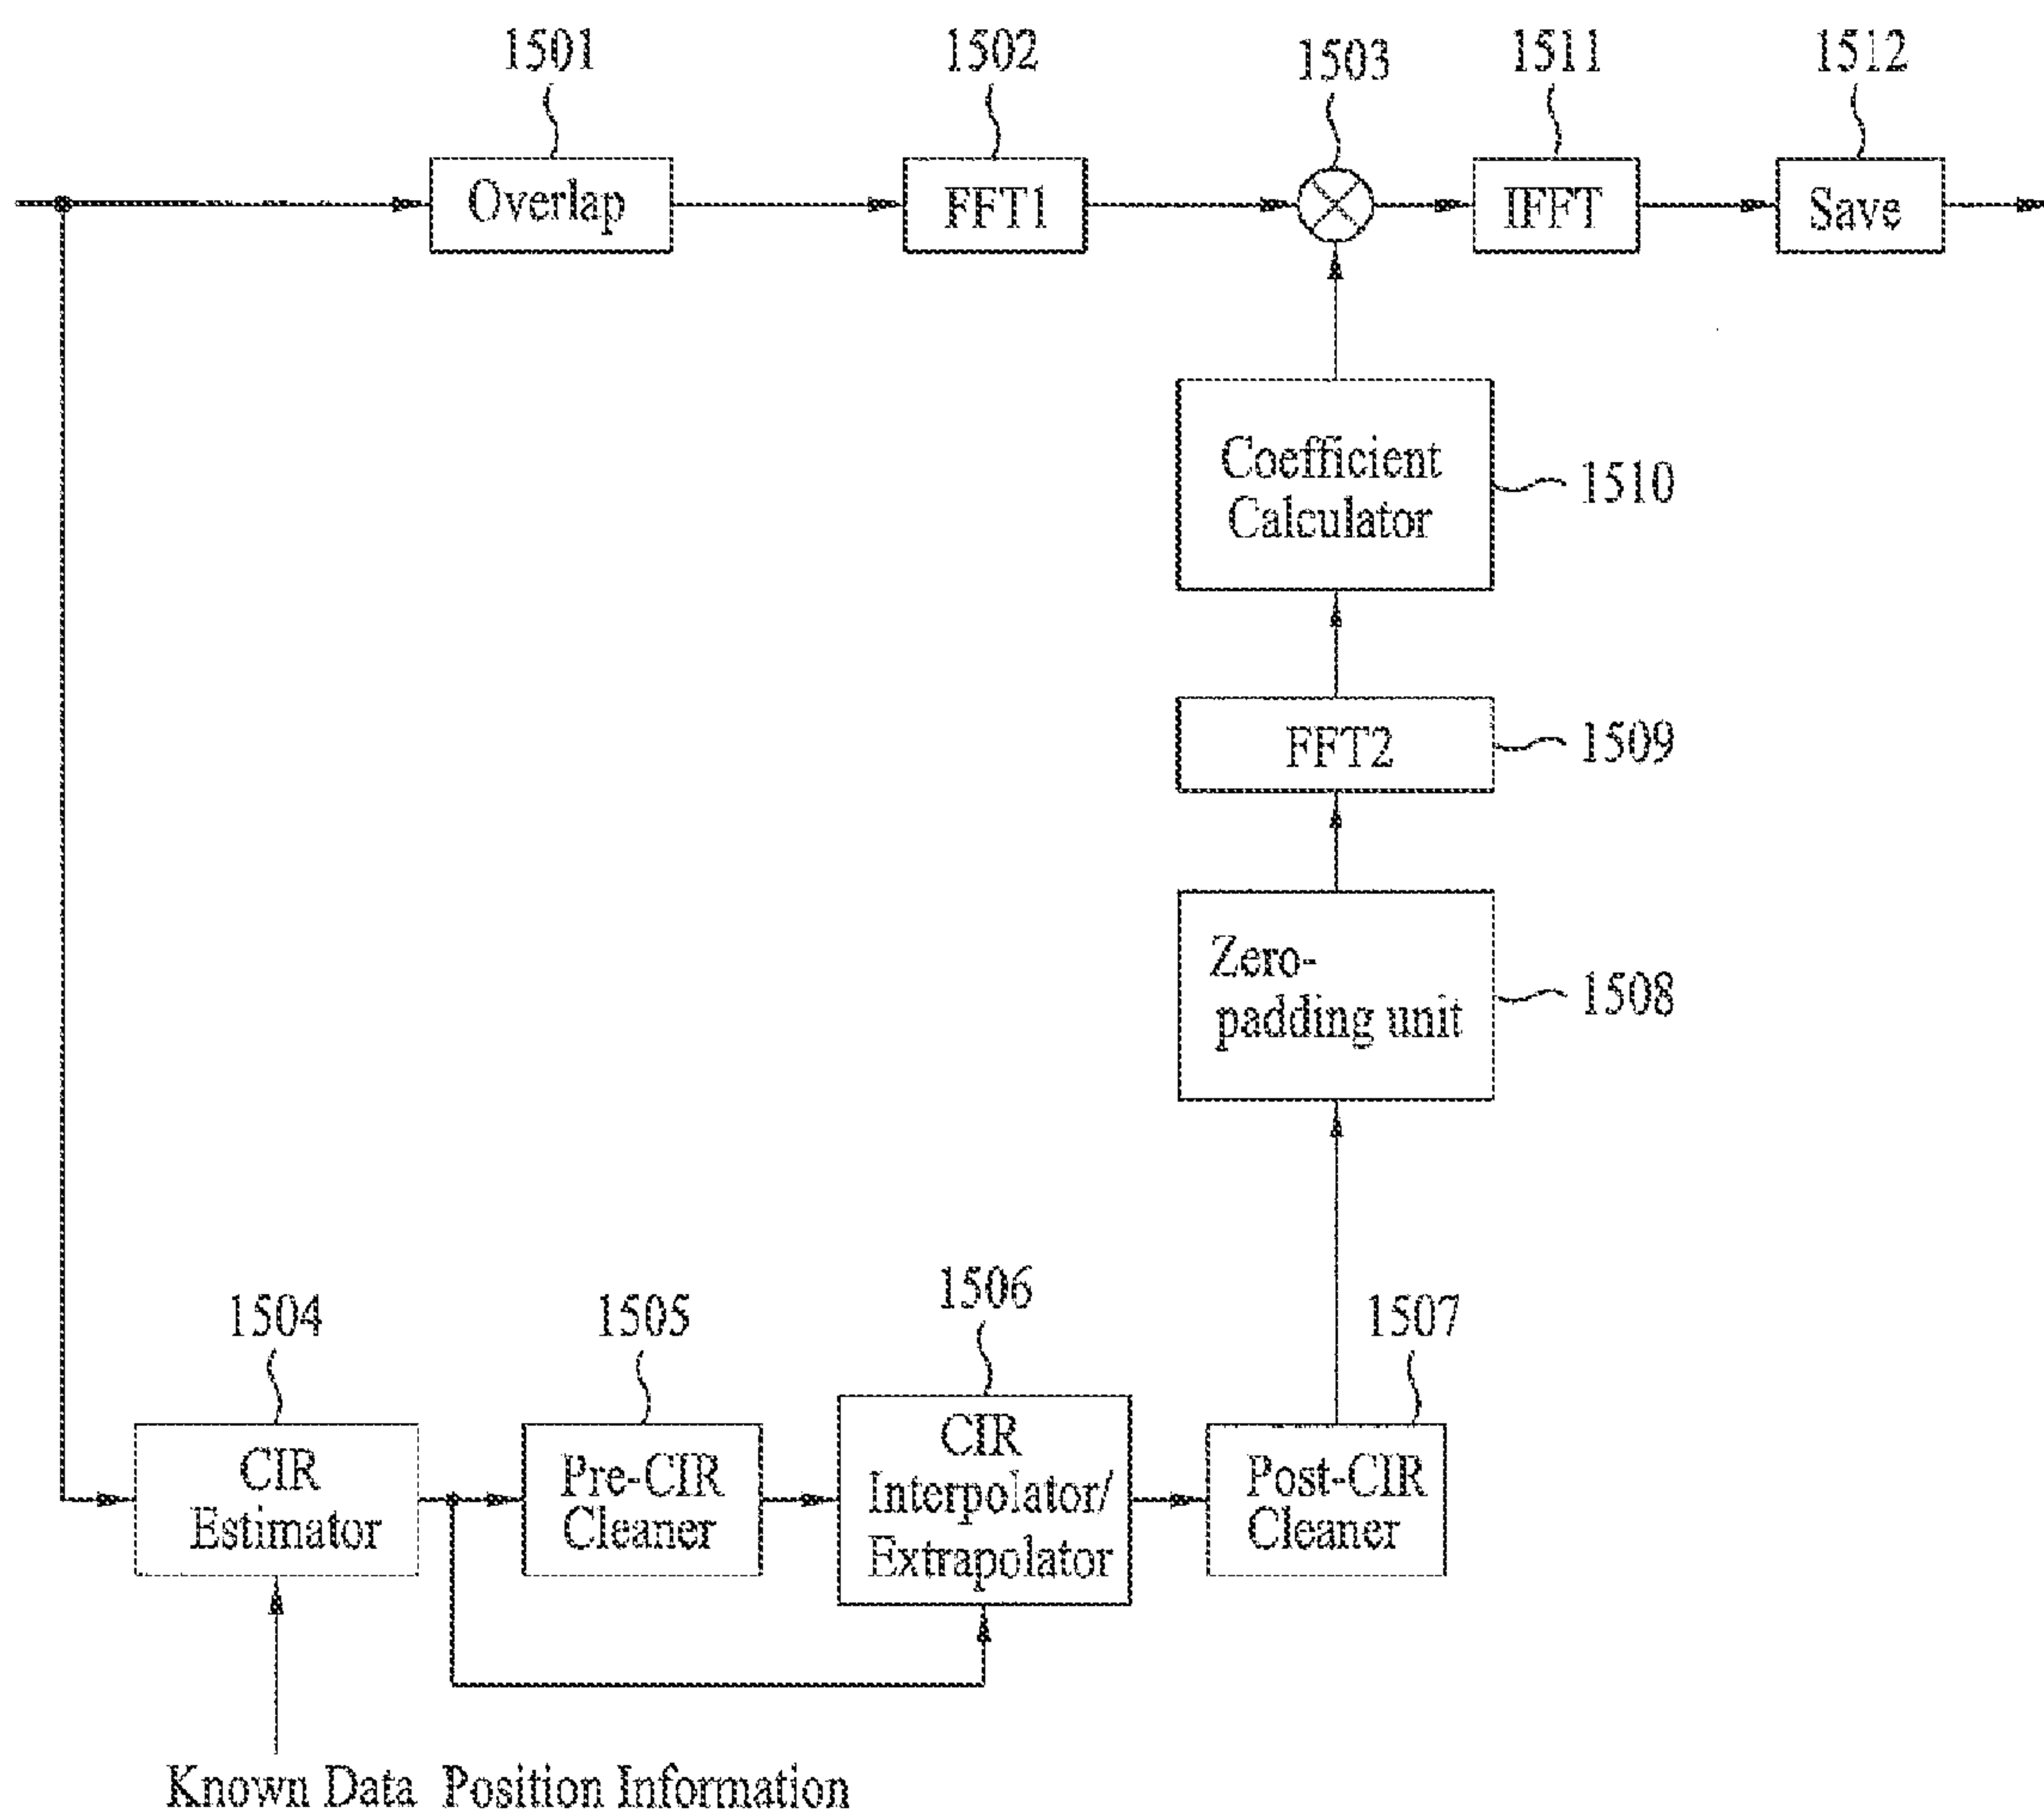 1501
1502
1503
1511
1512
Overlap
FFT1
IFFT
Save
Coefficient
Calculator
1510
FFT2
1509
Zero-
padding unit
1508
1504
1505
1506
1507
CIR
Estimator
Pre-CIR
Cleaner
CIR
Interpolator/
Extrapolator
Post-CIR
Cleaner
Known Data Position Information